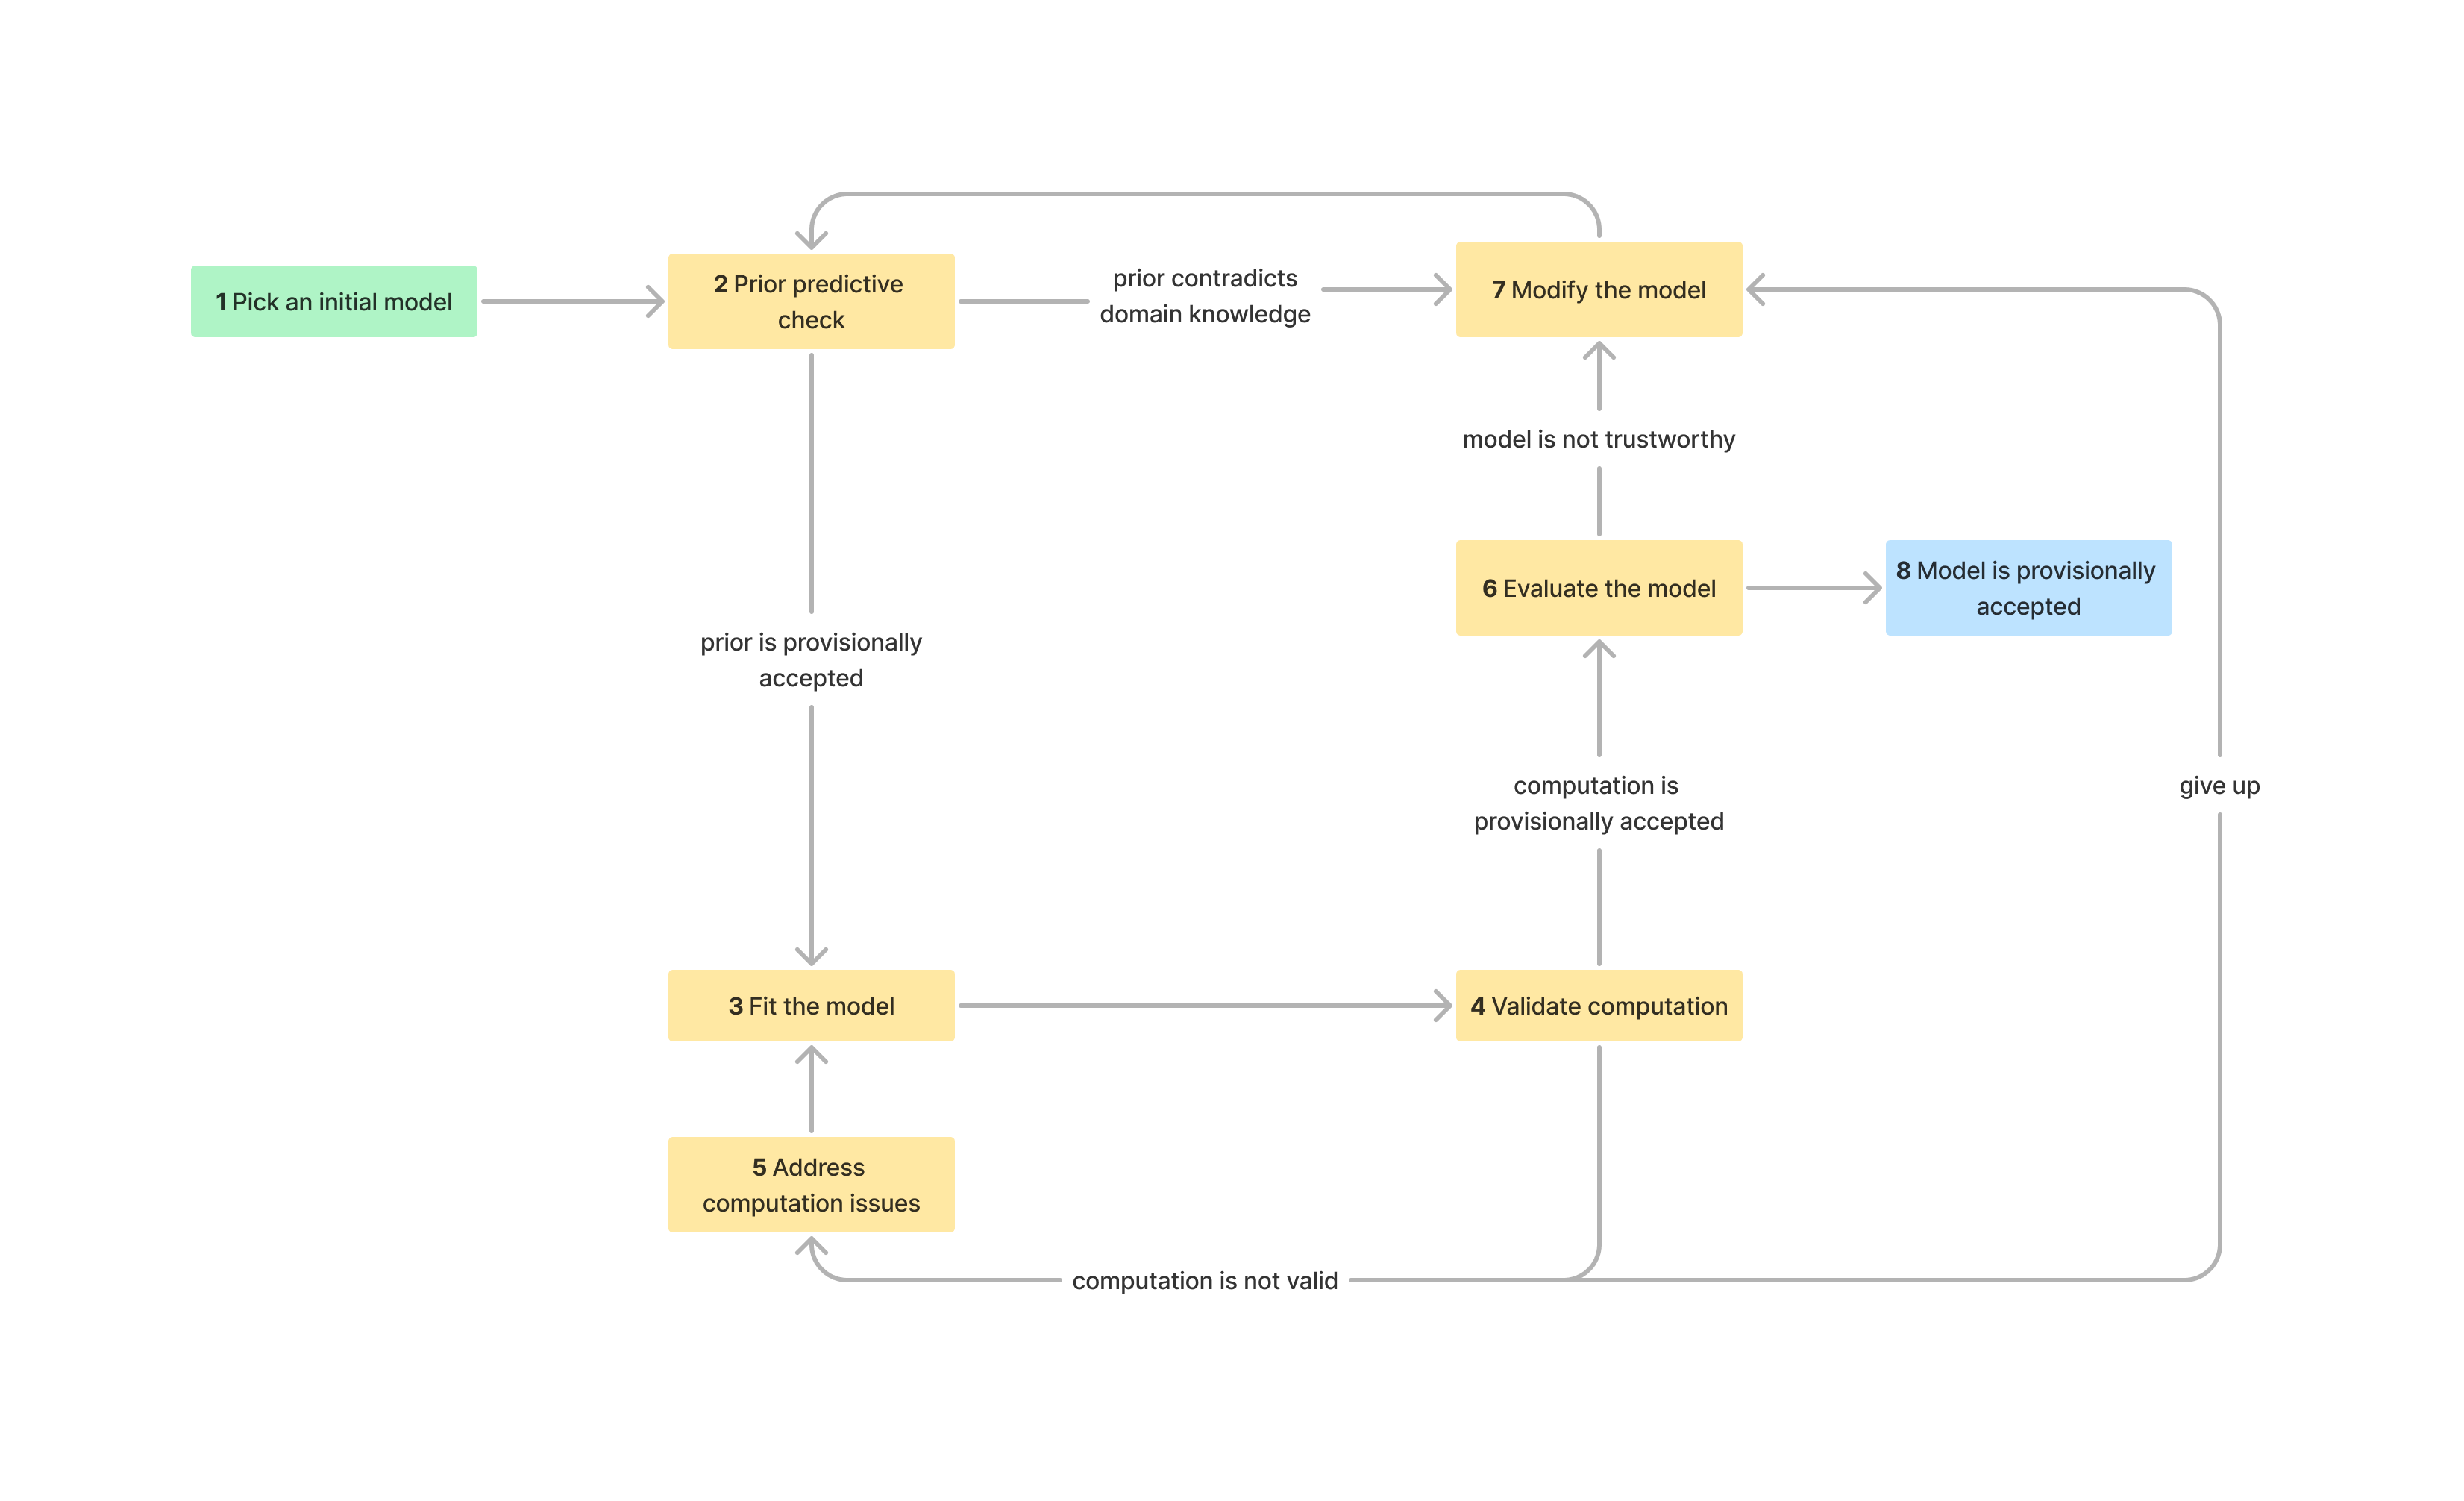 1 Pick an initial model
2 Prior predictive
check
prior contradicts
domain knowledge
7 Modify the model
model is not trustworthy
6 Evaluate the model
8 Model is provisionally
accepted
prior is provisionally
accepted
computation is
provisionally accepted
give up
3 Fit the model
4 Validate computation
5 Address
computation issues
computation is not valid